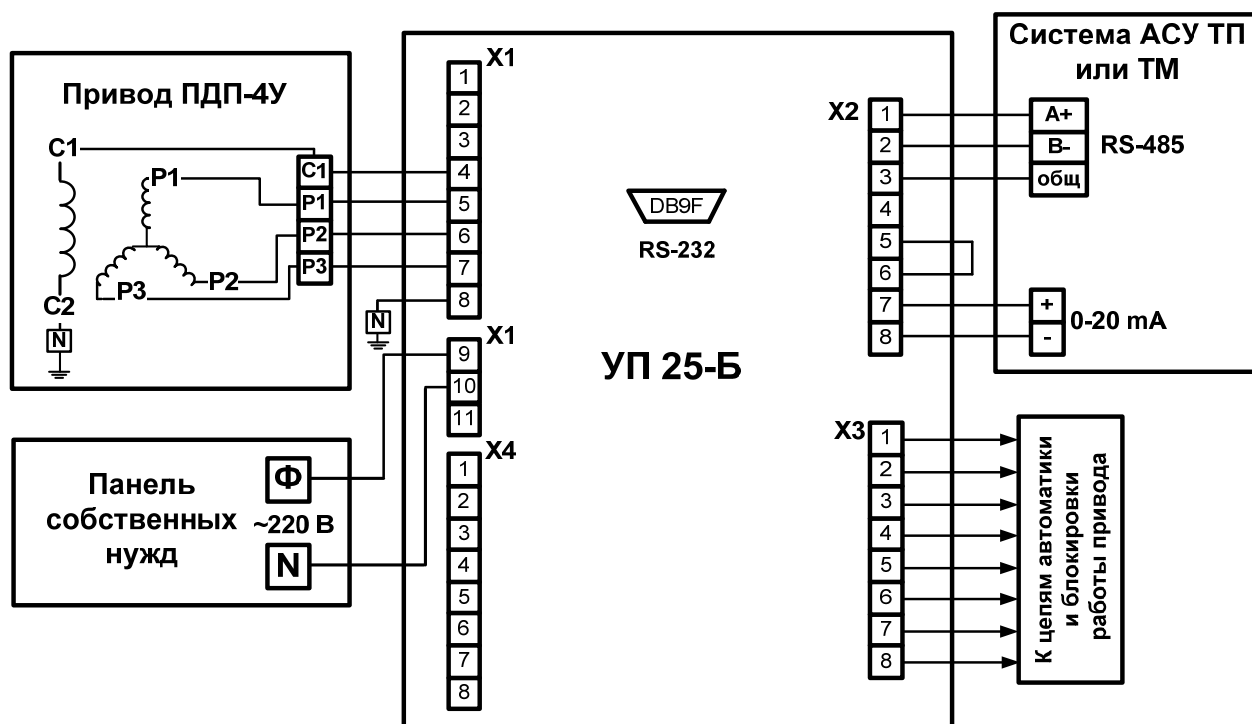 Привод ПДП-4У
C1
P1
P2
P3
C2
N
C1
P1
P2
P3
Панель
собственных
нужд
Ф
~220 В
N
X1
1
2
3
4
5
6
7
8
N
X1
9
10
11
X4
1
2
3
4
5
6
7
8
DB9F
RS-232
УП 25-Б
X2
1
2
3
4
5
6
7
8
X3
1
2
3
4
5
6
7
8
Система АСУ ТП
или ТМ
A+
B-
общ
RS-485
+
-
0-20 mA
К цепям автоматики
и блокировки
работы привода